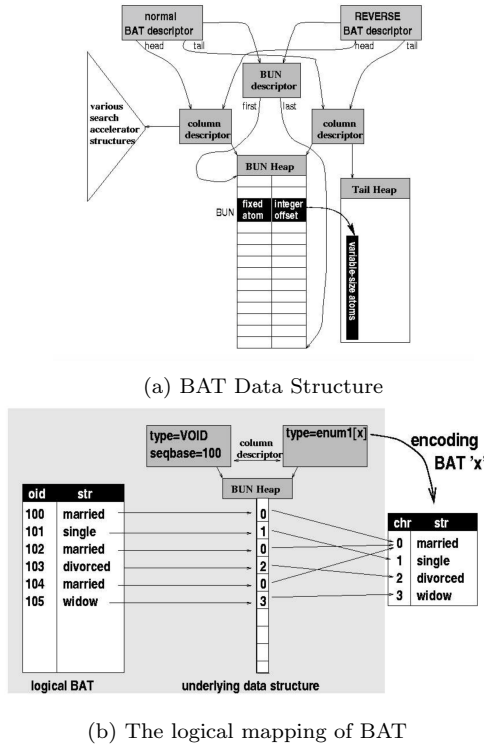 normal
BAT descriptor
REVERSE
BAT descriptor
head
tail
head
tail
BUN
descriptor
first
last
various
search
accelerator
structures
column
descriptor
column
descriptor
BUN Heap
Tail Heap
BUN
fixed
atom
integer
offset
variable-size atoms
(a) BAT Data Structure
type=VOID
seqbase=100
column
descriptor
type=enum1[x]
encoding
BAT 'x'
BUN Heap
oid str
100 married
101 single
102 married
103 divorced
104 married
105 widow
0
1
0
2
0
3
chr str
0 married
1 single
2 divorced
3 widow
logical BAT
underlying data structure
(b) The logical mapping of BAT